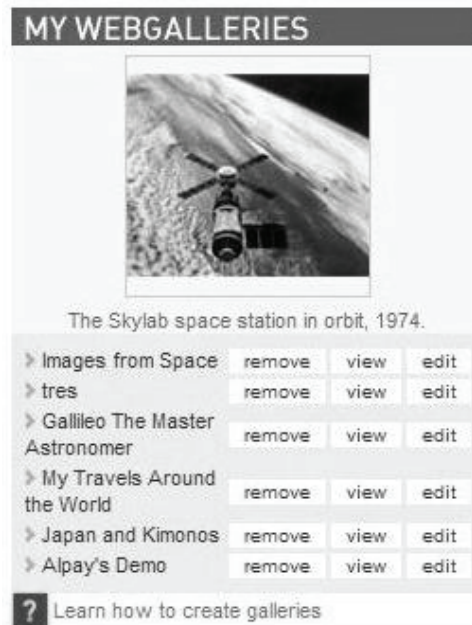 MY WEBGALLERIES
The Skylab space station in orbit, 1974.
> Images from Space remove view edit
> tres remove view edit
> Gallileo The Master
Astronomer remove view edit
> My Travels Around
the World remove view edit
> Japan and Kimonos remove view edit
> Alpay's Demo remove view edit
? Learn how to create galleries